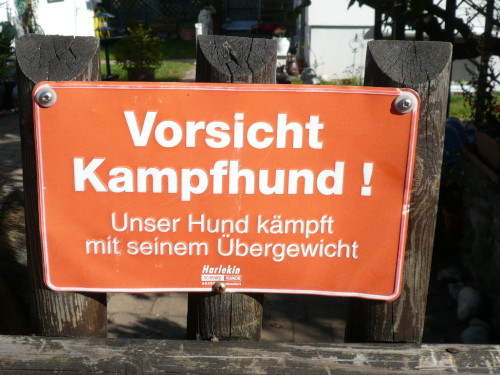 Vorsicht
Kampfhund !
Unser Hund kämpft
mit seinem Übergewicht
Harlekin